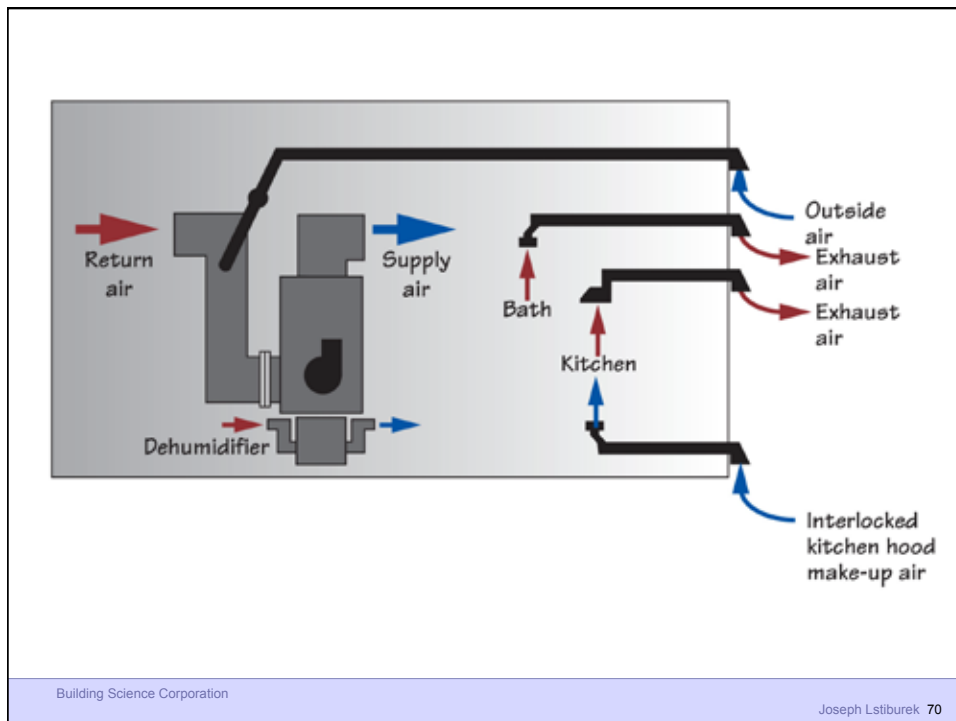 Outside
air
Return
air
Supply
air
Exhaust
air
Bath
Exhaust
air
Kitchen
Dehumidifier
Interlocked
kitchen hood
make-up air
Building Science Corporation
Joseph Lstiburek 70